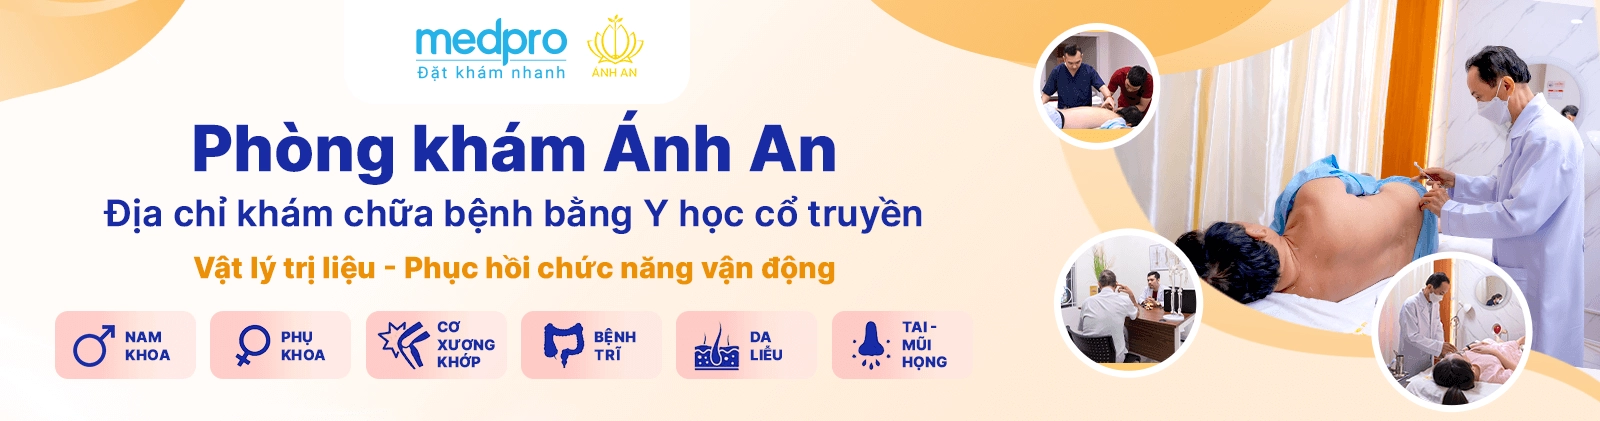 medpro
Đặt khám nhanh
ANH AN
Phòng khám Ánh An
Địa chỉ khám chữa bệnh bằng Y học cổ truyền
Vật lý trị liệu - Phục hồi chức năng vận động
NAM
KHOA
PHỤ
KHOA
CƠ
XƯƠNG
KHỚP
BỆNH
TRĨ
DA
LIỄU
TAI -
MŨI
HỌNG